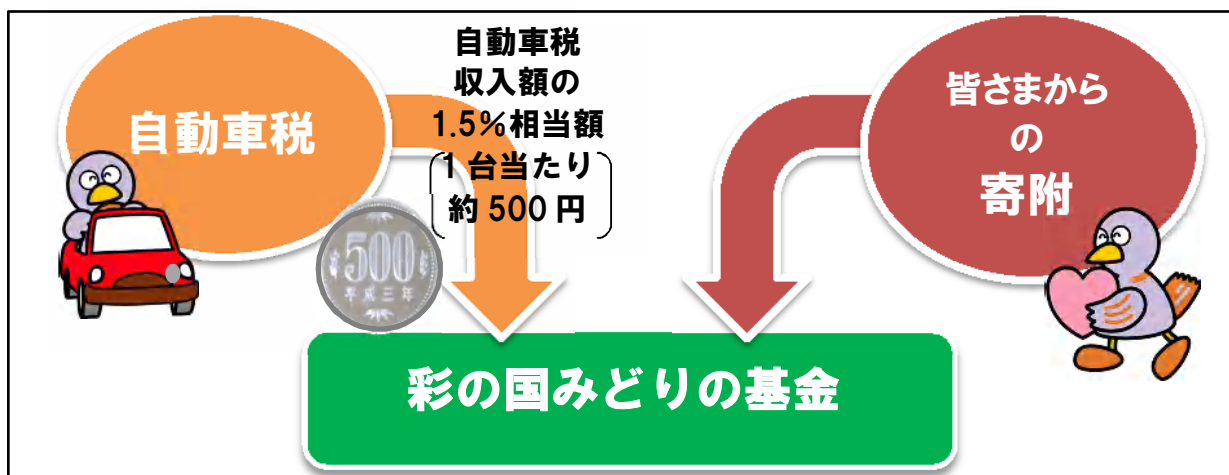 自動車税
自動車税
収入額の
1.5%相当額
(1台当たり
約500円)
500
平成三年
皆さまから
の
寄附
彩の国みどりの基金